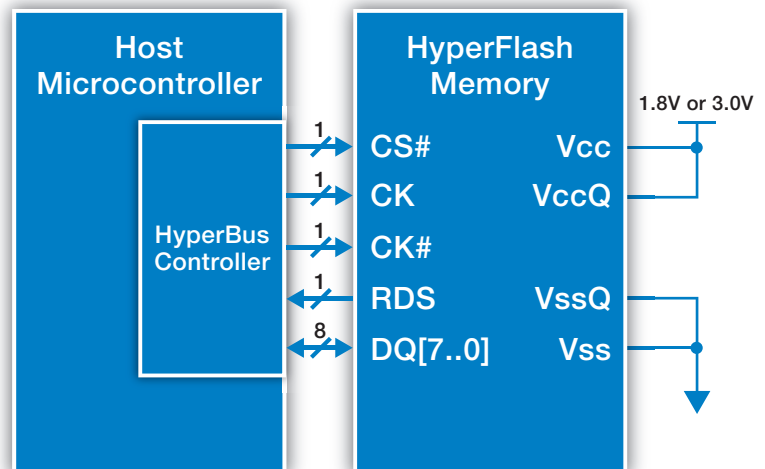 Host
Microcontroller
HyperFlash
Memory
1.8V or 3.0V
HyperBus
Controller
1
CS#
Vcc
1
CK
VccQ
1
CK#
1
RDS
VssQ
8
DQ[7..0]
Vss